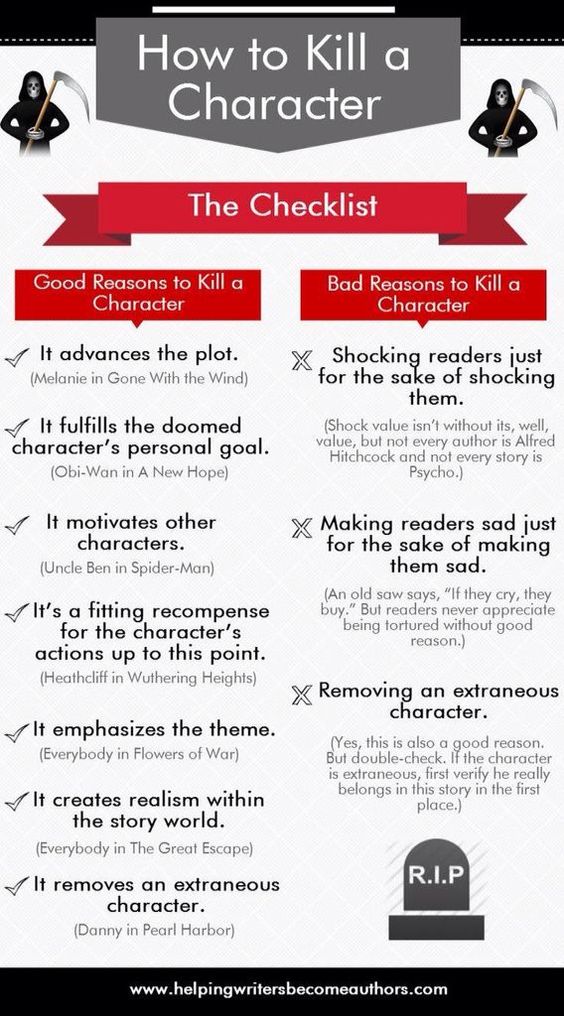 How to Kill a
Character
The Checklist
Good Reasons to Kill a
Character
It advances the plot.
(Melanie in Gone With the Wind)
It fulfills the doomed
character's personal goal.
(Obi-Wan in A New Hope)
It motivates other
characters.
(Uncle Ben in Spider-Man)
It's a fitting recompense
for the character's
actions up to this point.
(Heathcliff in Wuthering Heights)
It emphasizes the theme.
(Everybody in Flowers of War)
It creates realism within
the story world.
(Everybody in The Great Escape)
It removes an extraneous
character.
(Danny in Pearl Harbor)
Bad Reasons to Kill a
Character
Shocking readers just
for the sake of shocking
them.
(Shock value isn't without its, well,
value, but not every author is Alfred
Hitchcock and not every story is
Psycho.)
Making readers sad just
for the sake of making
them sad.
(An old saw says, "If they cry, they
buy." But readers never appreciate
being tortured without good
reason.)
Removing an extraneous
character.
(Yes, this is also a good reason.
But double-check. If the character
is extraneous, first verify he really
belongs in this story in the first
place.)
R.I.P
www.helpingwritersbecomeauthors.com